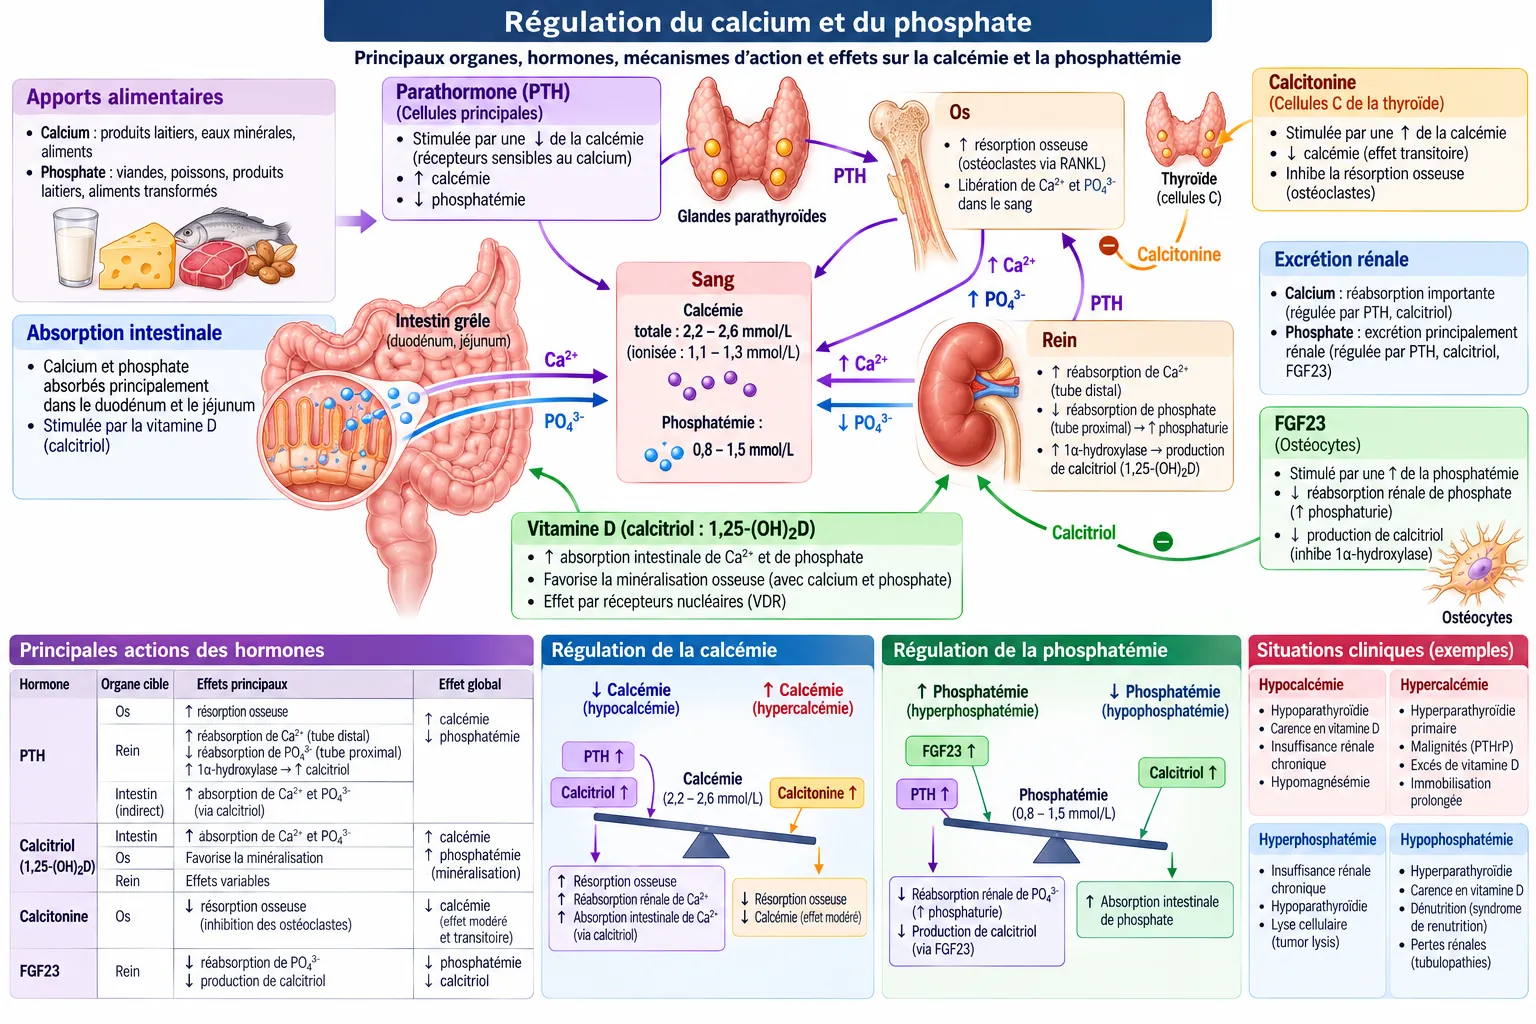 Régulation du calcium et du phosphate
Principaux organes, hormones, mécanismes d’action et effets sur la calcémie et la phosphattémie
Apports alimentaires
• Calcium : produits laitiers, eaux minérales,
aliments
• Phosphate : viandes, poissons, produits
laitiers, aliments transformés
Parathormone (PTH)
(Cellules principales)
• Stimulée par une ↓ de la calcémie
(récepteurs sensibles au calcium)
• ↑ calcémie
• ↓ phosphatémie
Glandes parathyroïdes
PTH
Os
• ↑ résorption osseuse
(ostéoclastes via RANKL)
• Libération de Ca²⁺ et PO₄³⁻
dans le sang
Thyroïde
(cellules C)
Calcitonine
Calcitonine
(Cellules C de la thyroïde)
• Stimulée par une ↑ de la calcémie
• ↓ calcémie (effet transitoire)
• Inhibe la résorption osseuse
(ostéoclastes)
Absorption intestinale
• Calcium et phosphate
absorbés principalement
dans le duodénum et le jéjunum
• Stimulée par la vitamine D
(calcitriol)
Intestin grêle
(duodénum, jéjunum)
Ca²⁺
PO₄³⁻
Sang
Calcémie
totale : 2,2 – 2,6 mmol/L
(ionisée : 1,1 – 1,3 mmol/L)
Phosphatémie :
0,8 – 1,5 mmol/L
↑ Ca²⁺
↑ PO₄³⁻
PTH
↑ Ca²⁺
↓ PO₄³⁻
Rein
• ↑ réabsorption de Ca²⁺
(tube distal)
• ↓ réabsorption de phosphate
(tube proximal) → ↑ phosphaturie
• ↑ 1α-hydroxylase → production
de calcitriol (1,25-(OH)₂D)
Excrétion rénale
• Calcium : réabsorption importante
(régulée par PTH, calcitriol)
• Phosphate : excrétion principalement
rénale (régulée par PTH, calcitriol,
FGF23)
FGF23
(Ostéocytes)
• Stimulé par une ↑ de la phosphatémie
• ↓ réabsorption rénale de phosphate
(↑ phosphaturie)
• ↓ production de calcitriol
(inhibe 1α-hydroxylase)
Ostéocytes
Calcitriol
Vitamine D (calcitriol : 1,25-(OH)₂D)
• ↑ absorption intestinale de Ca²⁺ et de phosphate
• Favorise la minéralisation osseuse (avec calcium et phosphate)
• Effet par récepteurs nucléaires (VDR)
Principales actions des hormones
Hormone Organe cible Effets principaux Effet global
PTH
Os ↑ résorption osseuse
Rein ↑ réabsorption de Ca²⁺ (tube distal)
↓ réabsorption de PO₄³⁻ (tube proximal)
↑ 1α-hydroxylase → ↑ calcitriol
Intestin
(indirect)
↑ absorption de Ca²⁺ et PO₄³⁻
(via calcitriol)
↑ calcémie
↓ phosphatémie
Calcitriol
(1,25-(OH)₂D)
Intestin ↑ absorption de Ca²⁺ et PO₄³⁻
Os Favorise la minéralisation
Rein Effets variables
↑ calcémie
↑ phosphatémie
(minéralisation)
Calcitonine Os ↓ résorption osseuse
(inhibition des ostéoclastes)
↓ calcémie
(effet modéré
et transitoire)
FGF23 Rein ↓ réabsorption de PO₄³⁻
↓ production de calcitriol
↓ phosphatémie
↓ calcitriol
Régulation de la calcémie
↓ Calcémie
(hypocalcémie)
↑ Calcémie
(hypercalcémie)
PTH ↑
Calcitriol ↑
Calcémie
(2,2 – 2,6 mmol/L)
Calcitonine ↑
↑ Résorption osseuse
↑ Réabsorption rénale de Ca²⁺
↑ Absorption intestinale de Ca²⁺
(via calcitriol)
↓ Résorption osseuse
↓ Calcémie (effet modéré)
Régulation de la phosphatémie
↑ Phosphatémie
(hyperphosphatémie)
↓ Phosphatémie
(hypophosphatémie)
FGF23 ↑
PTH ↑
Phosphatémie
(0,8 – 1,5 mmol/L)
Calcitriol ↑
↓ Réabsorption rénale de PO₄³⁻
(↑ phosphaturie)
↓ Production de calcitriol
(via FGF23)
↑ Absorption intestinale
de phosphate
Situations cliniques (exemples)
Hypocalcémie
• Hypoparathyroïdie
• Carence en vitamine D
• Insuffisance rénale
chronique
• Hypomagnésémie
Hypercalcémie
• Hyperparathyroïdie
primaire
• Malignités (PTHrP)
• Excés de vitamine D
• Immobilisation
prolongée
Hyperphosphatémie
• Insuffisance rénale
chronique
• Hypoparathyroïdie
• Lyse cellulaire
(tumor lysis)
Hypophosphatémie
• Hyperparathyroïdie
• Carence en vitamine D
• Dénutrition (syndrome
de renutrition)
• Pertes rénales
(tubulopathies)